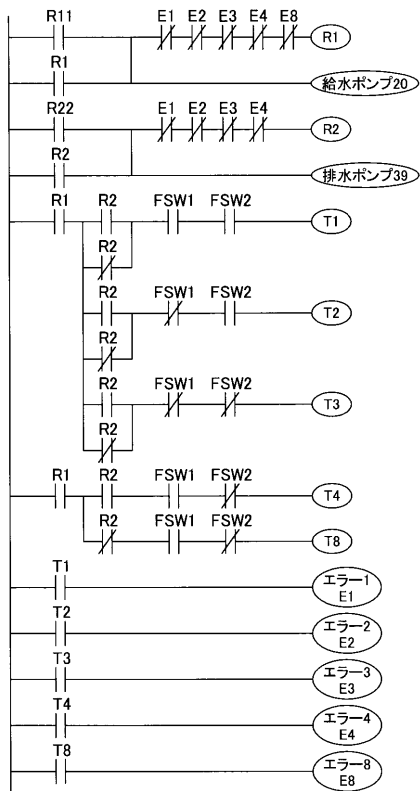 R11 E1 E2 E3 E4 E8
R1
R1
給水ポンプ20
R22 E1 E2 E3 E4
R2
R2
排水ポンプ39
R1 R2 FSW1 FSW2
T1
R2
R2 FSW1 FSW2
T2
R2
R2 FSW1 FSW2
T3
R2
R1 R2 FSW1 FSW2
T4
R2 FSW1 FSW2
T8
T1
エラー1
E1
T2
エラー2
E2
T3
エラー3
E3
T4
エラー4
E4
T8
エラー8
E8